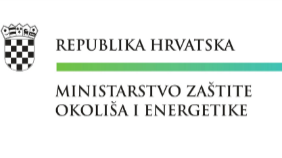 REPUBLIKA HRVATSKA
MINISTARSTVO ZAŠTITE
OKOLIŠA I ENERGETIKE